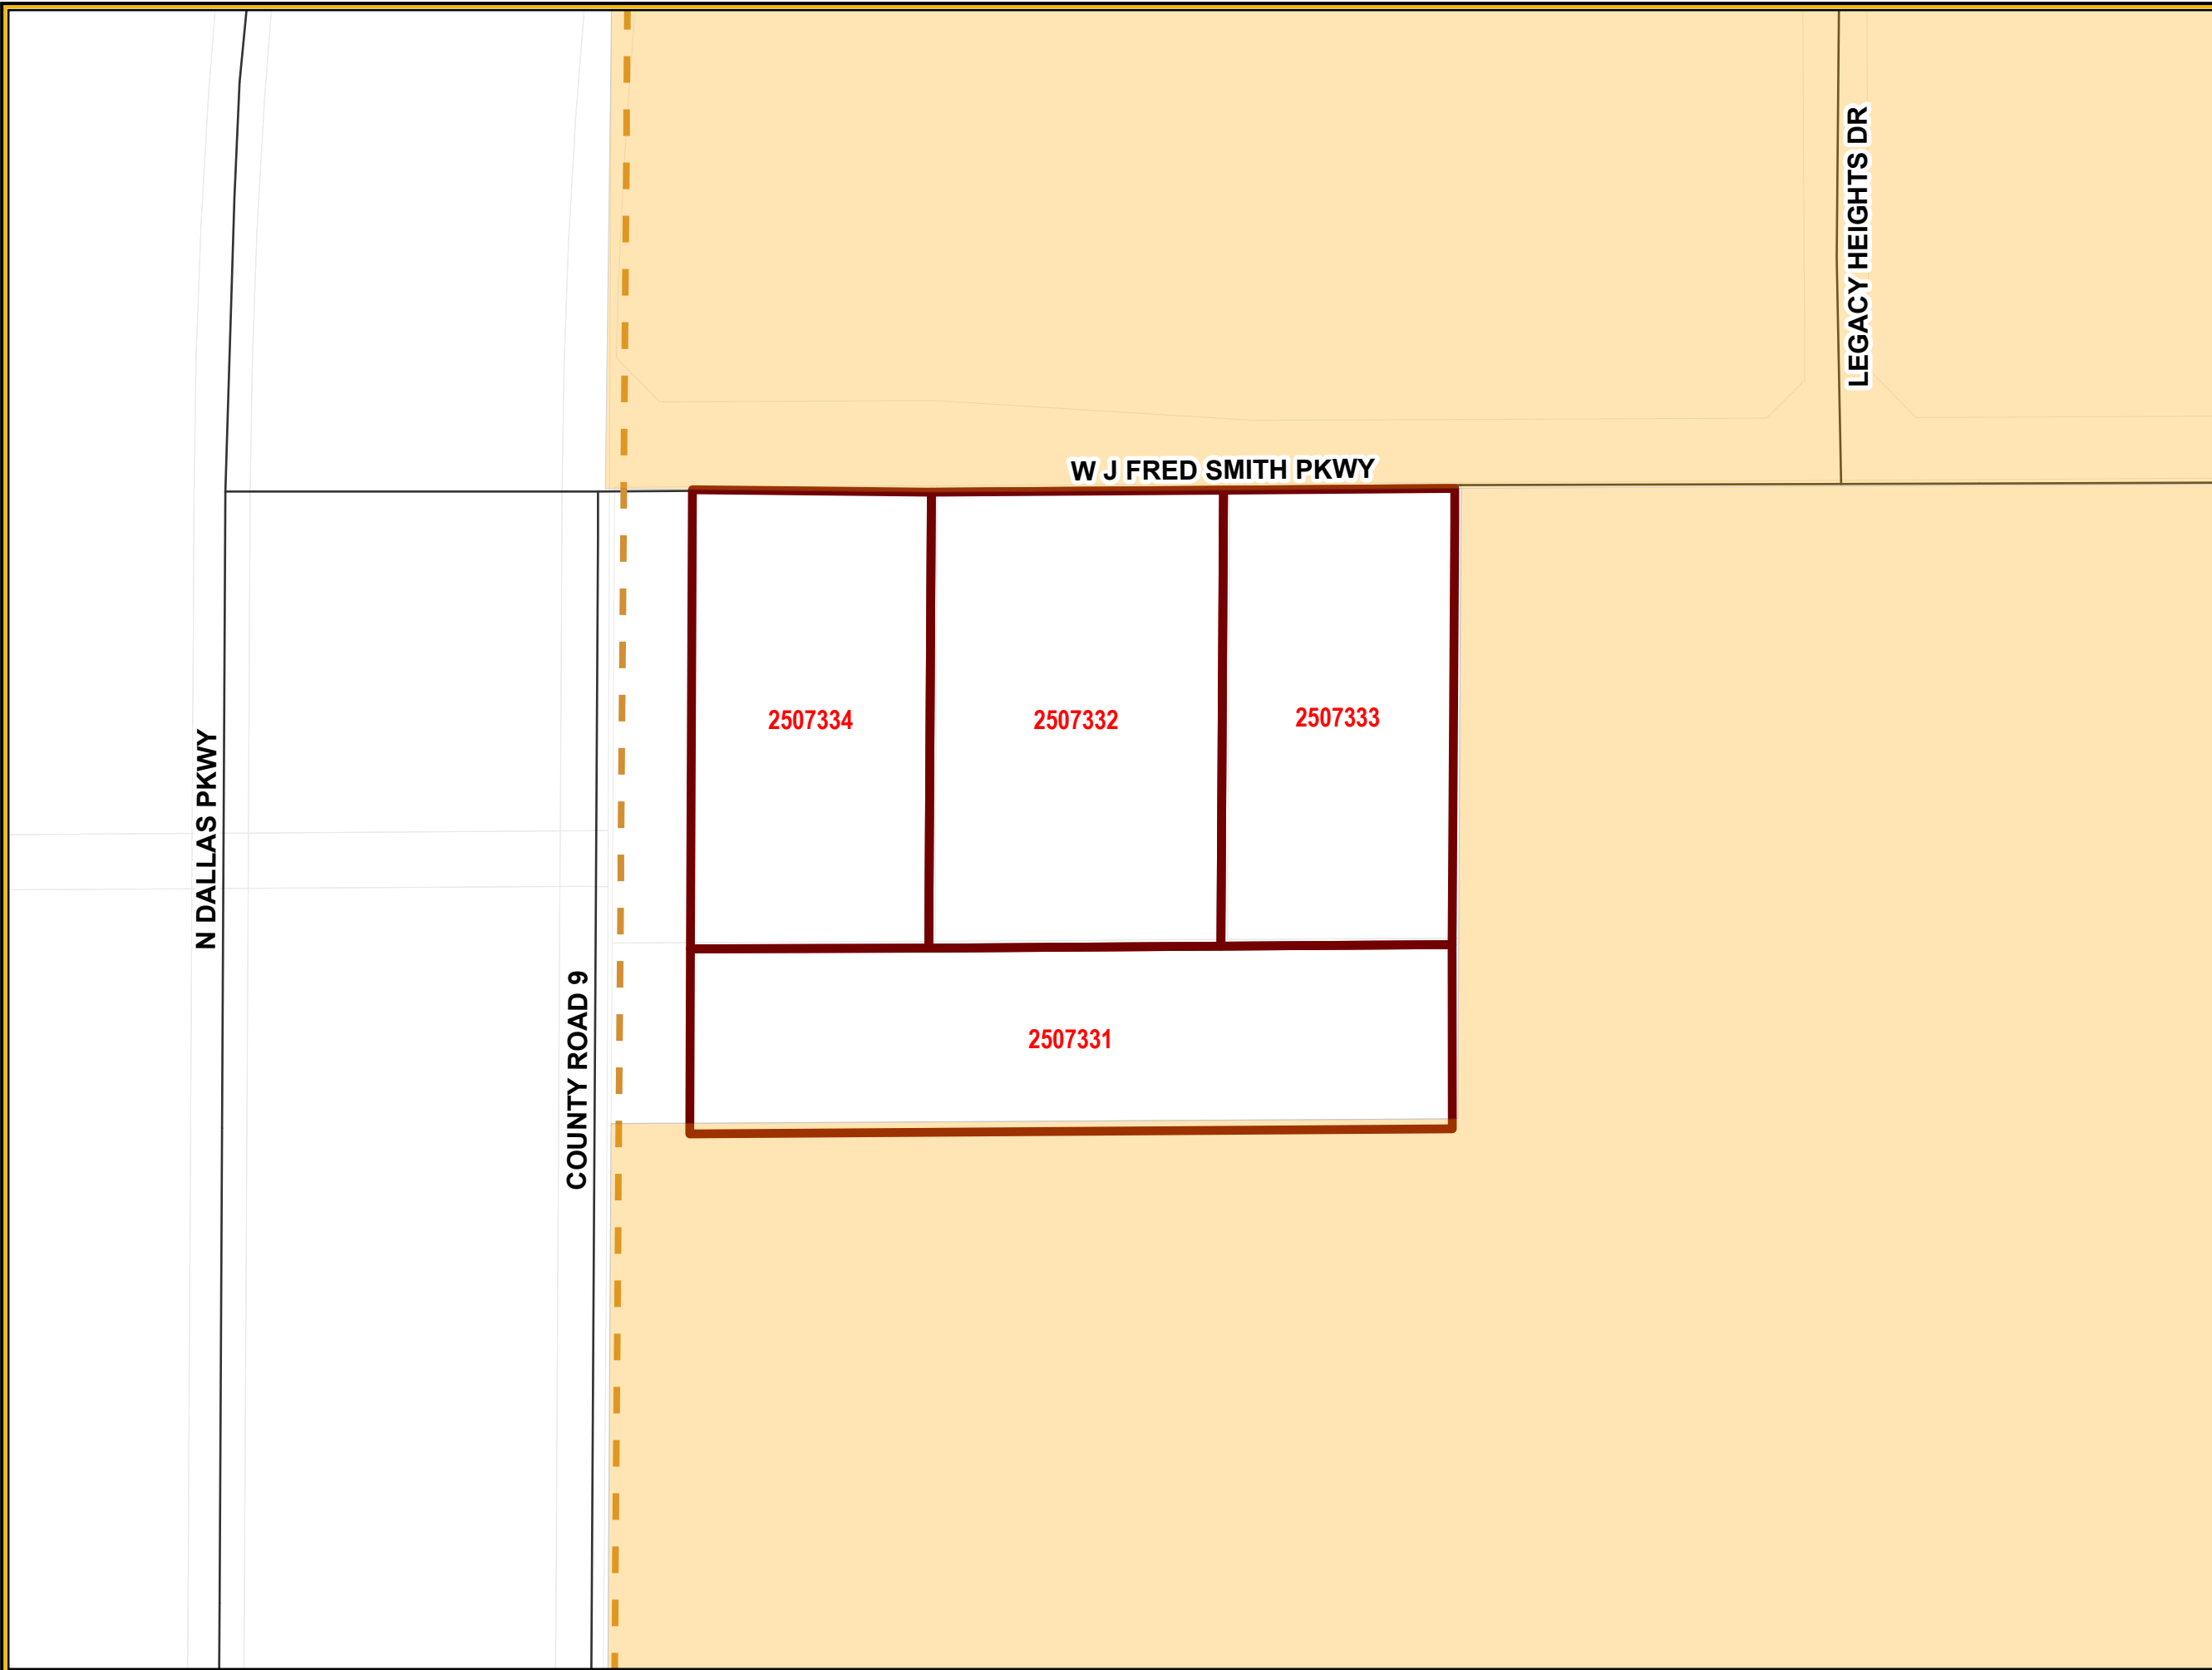 LEGACY HEIGHTS DR
W J FRED SMITH PKWY
2507334
2507332
2507333
N DALLAS PKWY
COUNTY ROAD 9
2507331